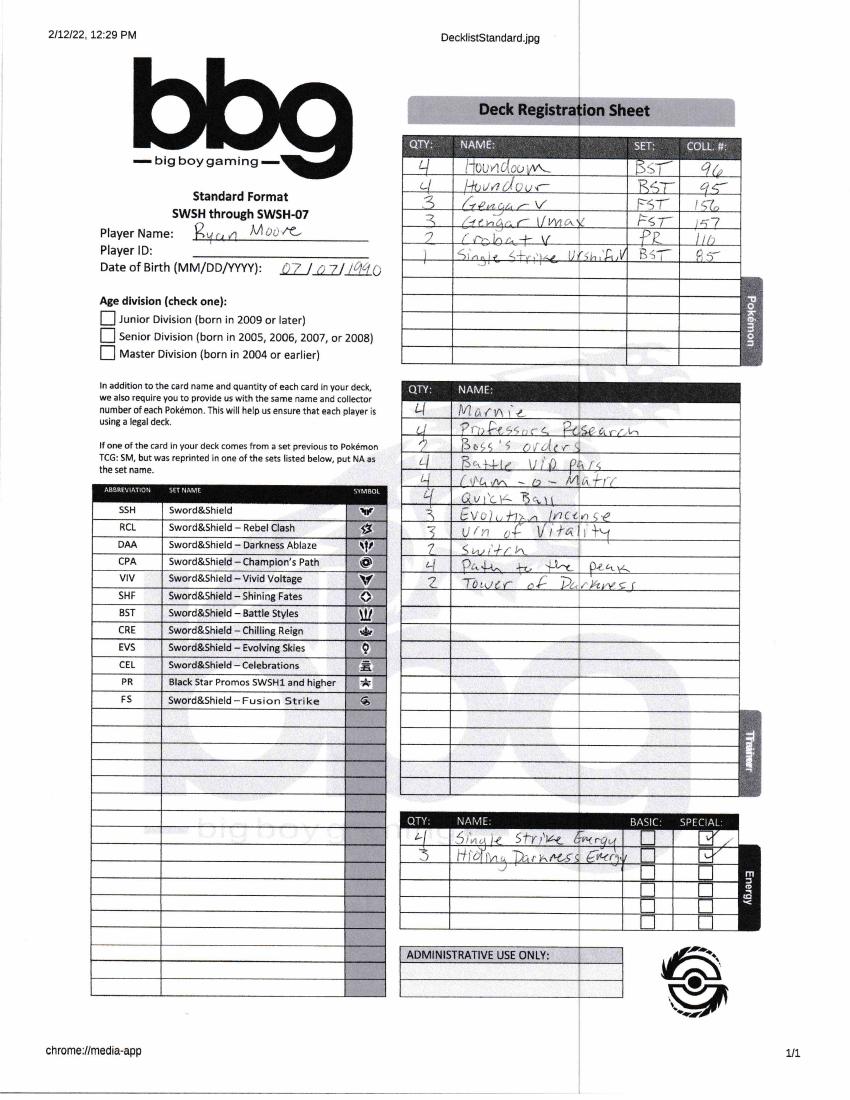 2/12/22, 12:29 PM
DecklistStandard.jpg
bbg
big boy gaming
Standard Format
SWSH through SWSH-07
Player Name: Ryan Moore
Player ID:
Date of Birth (MM/DD/YYYY): 07/07/1990
Age division (check one):
Junior Division (born in 2009 or later)
Senior Division (born in 2005, 2006, 2007, or 2008)
Master Division (born in 2004 or earlier)
In addition to the card name and quantity of each card in your deck,
we also require you to provide us with the same name and collector
number of each Pokémon. This will help us ensure that each player is
using a legal deck.
If one of the card in your deck comes from a set previous to Pokémon
TCG: SM, but was reprinted in one of the sets listed below, put NA as
the set name.
ABBREVIATION SET NAME SYMBOL
SSH Sword&Shield
RCL Sword&Shield – Rebel Clash
DAA Sword&Shield – Darkness Ablaze
CPA Sword&Shield – Champion's Path
VIV Sword&Shield – Vivid Voltage
SHF Sword&Shield – Shining Fates
BST Sword&Shield – Battle Styles
CRE Sword&Shield – Chilling Reign
EVS Sword&Shield – Evolving Skies
CEL Sword&Shield – Celebrations
PR Black Star Promos SWSH1 and higher
FS Sword&Shield – Fusion Strike
Deck Registration Sheet
QTY: NAME: SET: COLL. #:
4 Houndoom BST 96
4 Houndour BST 95
3 Gengar V FST 156
3 Gengar Vmax FST 157
2 Crobat V PR 110
1 Single Strike Urshifu V BST 85
Pokémon
QTY: NAME:
4 Marnie
4 Professors Research
2 Boss's orders
4 Battle VIP pass
4 Cram-o-Matic
4 Quick Ball
3 Evolution Incense
3 Urn of Vitality
2 Switch
4 Path to the peak
2 Tower of Darkness
Trainer
QTY: NAME: BASIC: SPECIAL:
4 Single Strike Energy
3 Hiding Darkness Energy
Energy
ADMINISTRATIVE USE ONLY:
big boy gaming
chrome://media-app
1/1